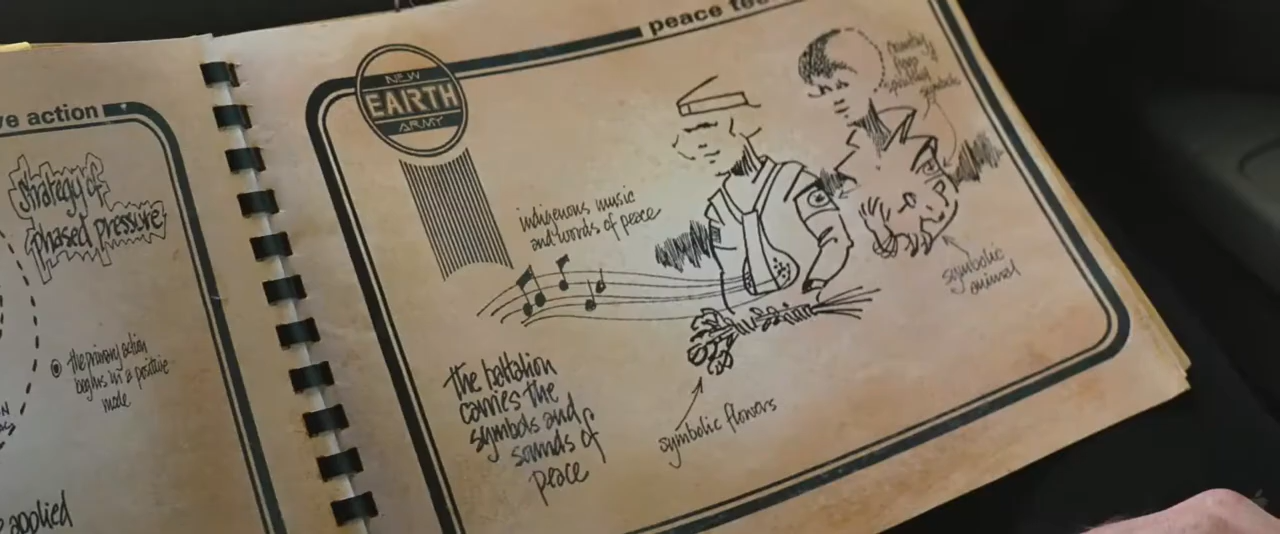 ve action
strategy of
phased pressure
the primary action
begins in a positive
mode
applied
peace
NEW
EARTH
ARMY
indigenous music
and words of peace
symbols
symbolic
animal
the battalion
carries the
symbols and
sounds of
peace
symbolic flowers